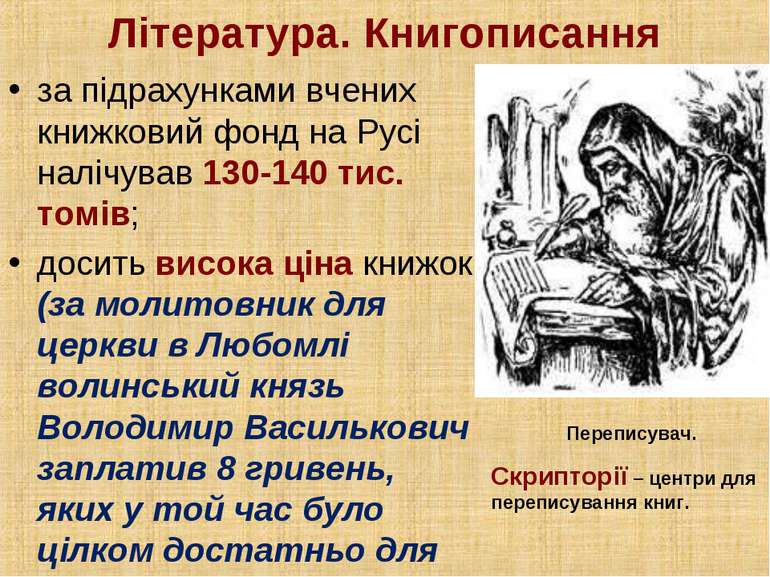 Література. Книгописання
• за підрахунками вчених
книжковий фонд на Русі
налічував 130-140 тис.
томів;
• досить висока ціна книжок
(за молитовник для
церкви в Любомлі
волинський князь
Володимир Василькович
заплатив 8 гривень,
яких у той час було
цілком достатньо для
Переписувач.
Скрипторії – центри для
переписування книг.